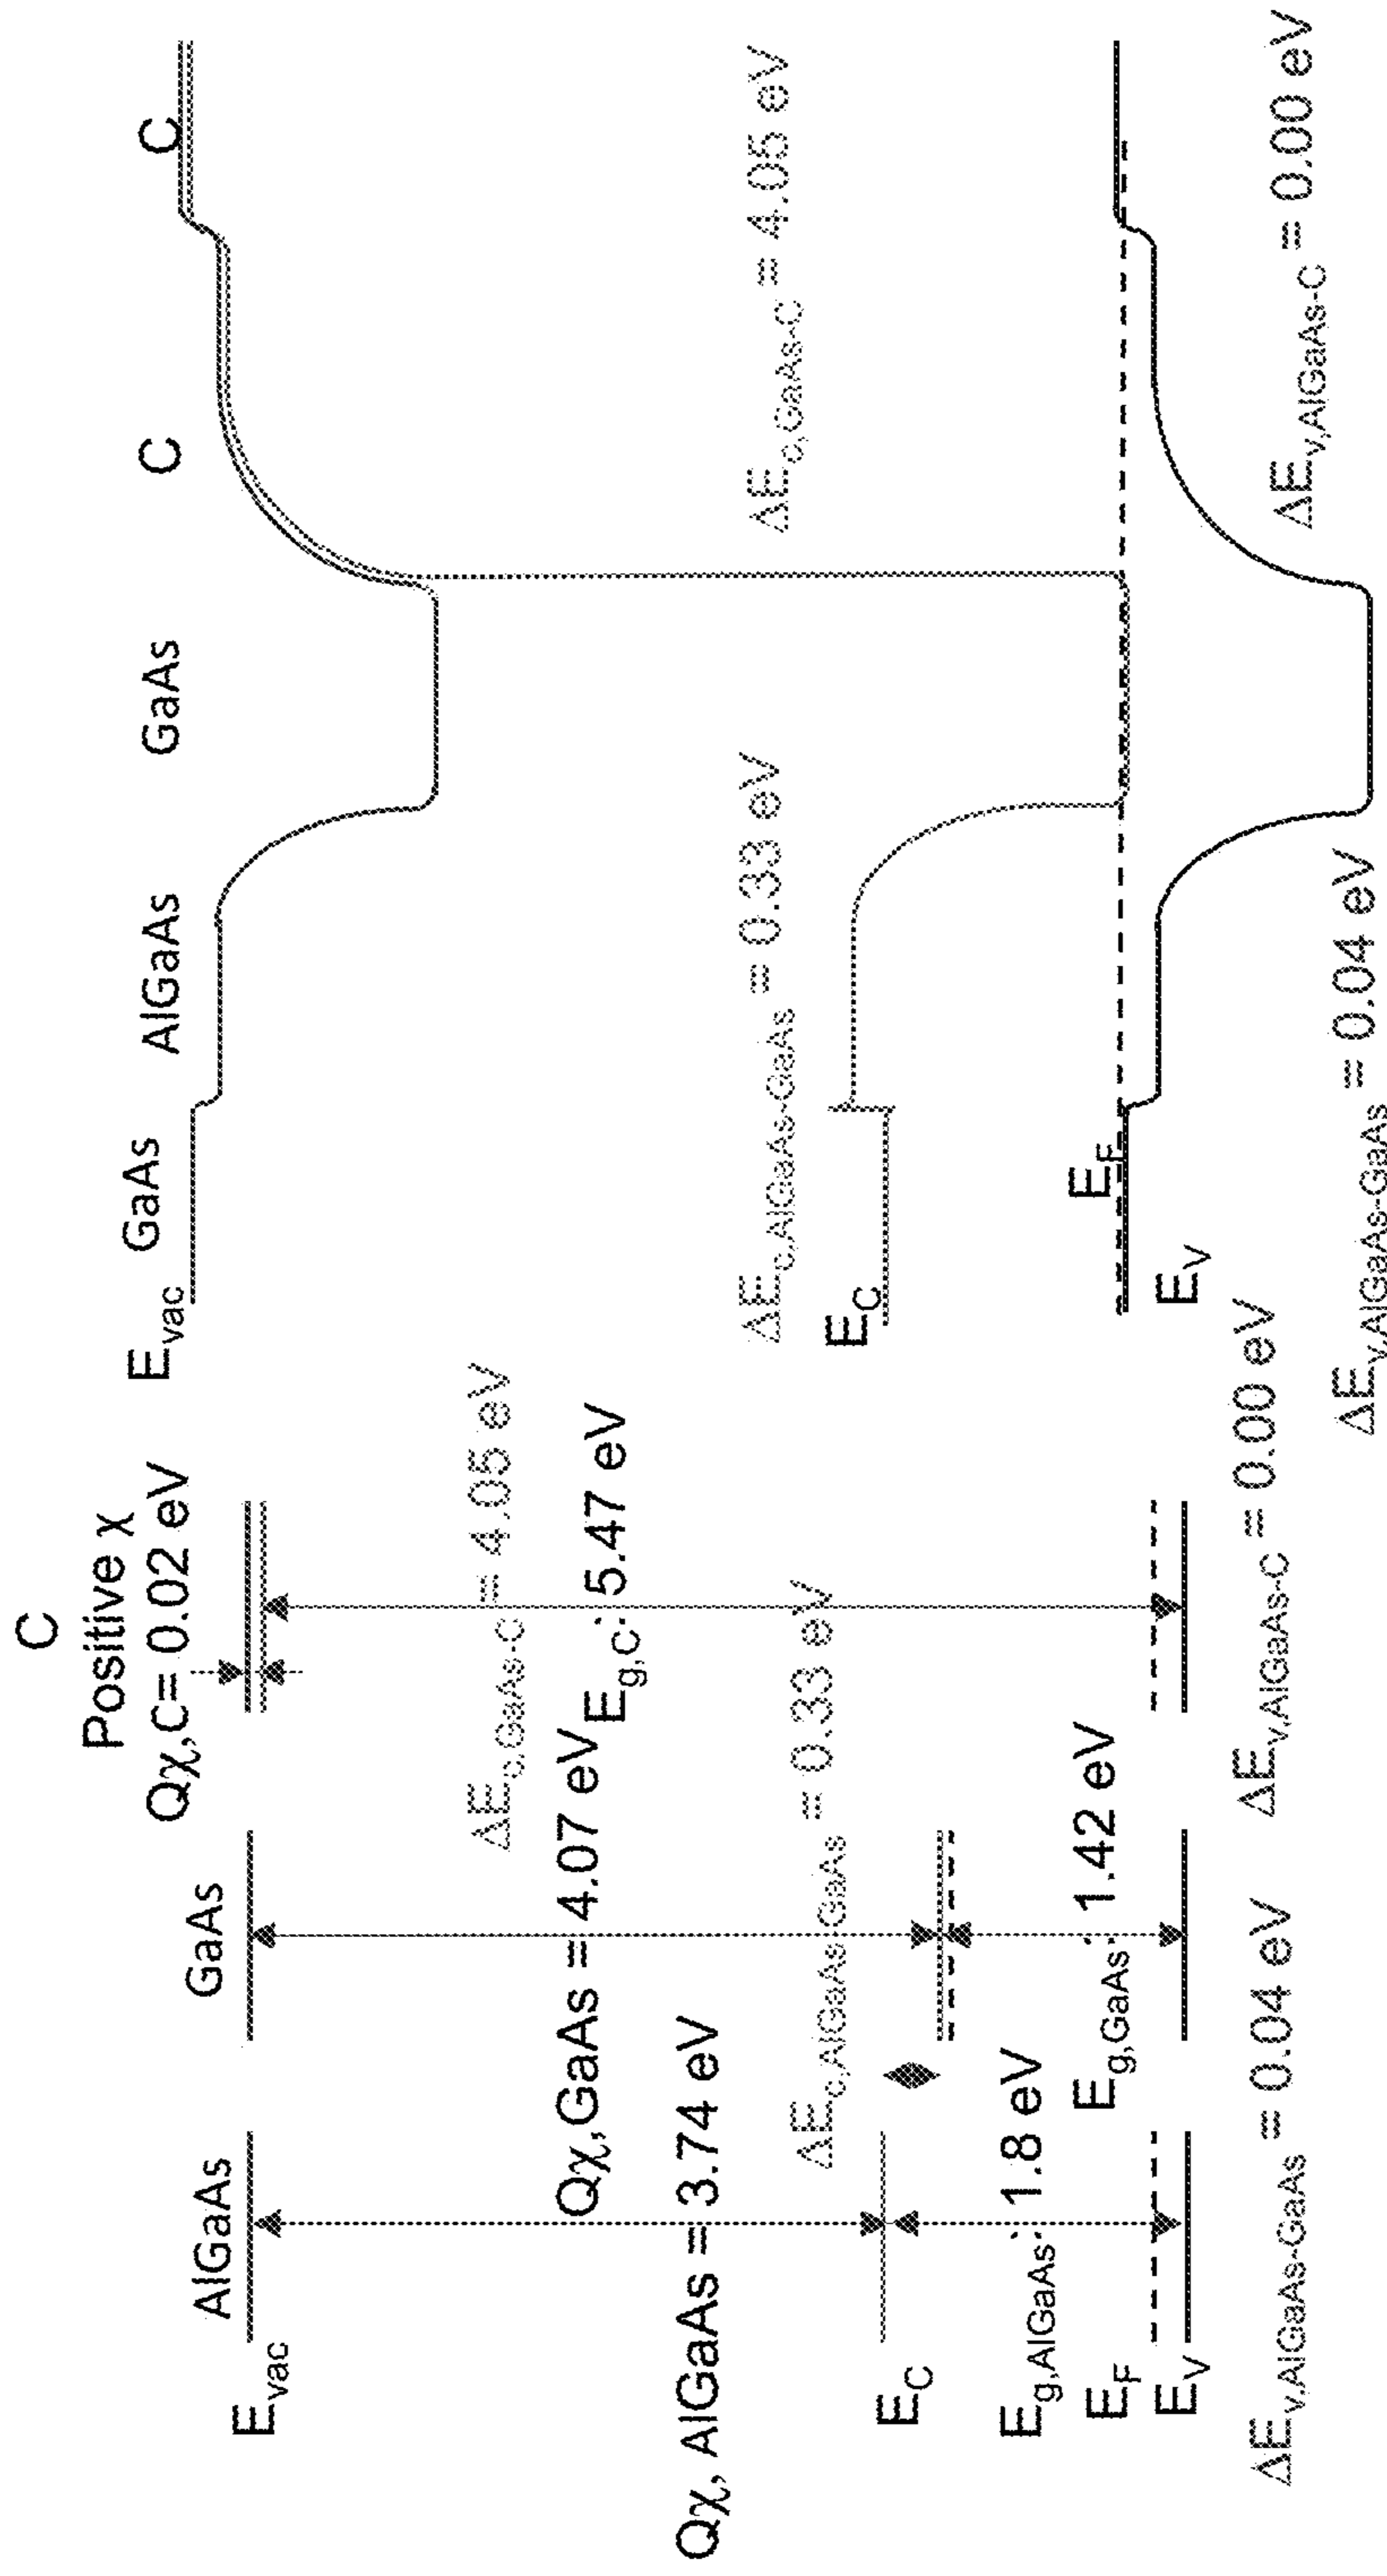 AlGaAs
GaAs
C
Positive χ
Qχ,C= 0.02 eV
E_vac
Qχ,GaAs = 4.07 eV
Qχ, AlGaAs = 3.74 eV
ΔE_c,GaAs-C = 4.05 eV
E_g,C: 5.47 eV
ΔE_c,AlGaAs-GaAs = 0.33 eV
E_C
E_g,AlGaAs: 1.8 eV
E_g,GaAs: 1.42 eV
E_F
E_V
ΔE_v,AlGaAs-GaAs = 0.04 eV
ΔE_v,AlGaAs-C = 0.00 eV
E_vac
GaAs
AlGaAs
GaAs
C
C
ΔE_c,AlGaAs-GaAs = 0.33 eV
ΔE_c,GaAs-C = 4.05 eV
E_C
E_F
E_V
ΔE_v,AlGaAs-GaAs = 0.04 eV
ΔE_v,AlGaAs-C = 0.00 eV